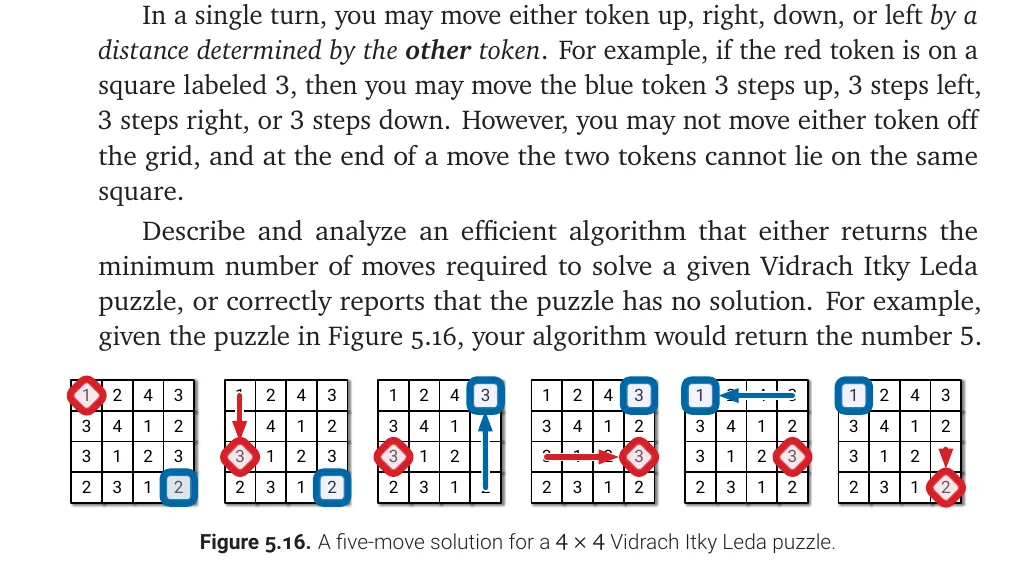 In a single turn, you may move either token up, right, down, or left by a
distance determined by the other token. For example, if the red token is on a
square labeled 3, then you may move the blue token 3 steps up, 3 steps left,
3 steps right, or 3 steps down. However, you may not move either token off
the grid, and at the end of a move the two tokens cannot lie on the same
square.
Describe and analyze an efficient algorithm that either returns the
minimum number of moves required to solve a given Vidrach Itky Leda
puzzle, or correctly reports that the puzzle has no solution. For example,
given the puzzle in Figure 5.16, your algorithm would return the number 5.
1 2 4 3 2 4 3 1 2 4 3 1 2 4 3 1 1 2 4 3
3 4 1 2 4 1 2 3 4 1 3 4 1 2 3 4 1 2 3 4 1 2
3 1 2 3 3 1 2 3 3 1 2 3 3 1 2 3 3 1 2
2 3 1 2 2 3 1 2 2 3 1 2 3 1 2 2 3 1 2 2 3 1 2
Figure 5.16. A five-move solution for a 4 × 4 Vidrach Itky Leda puzzle.